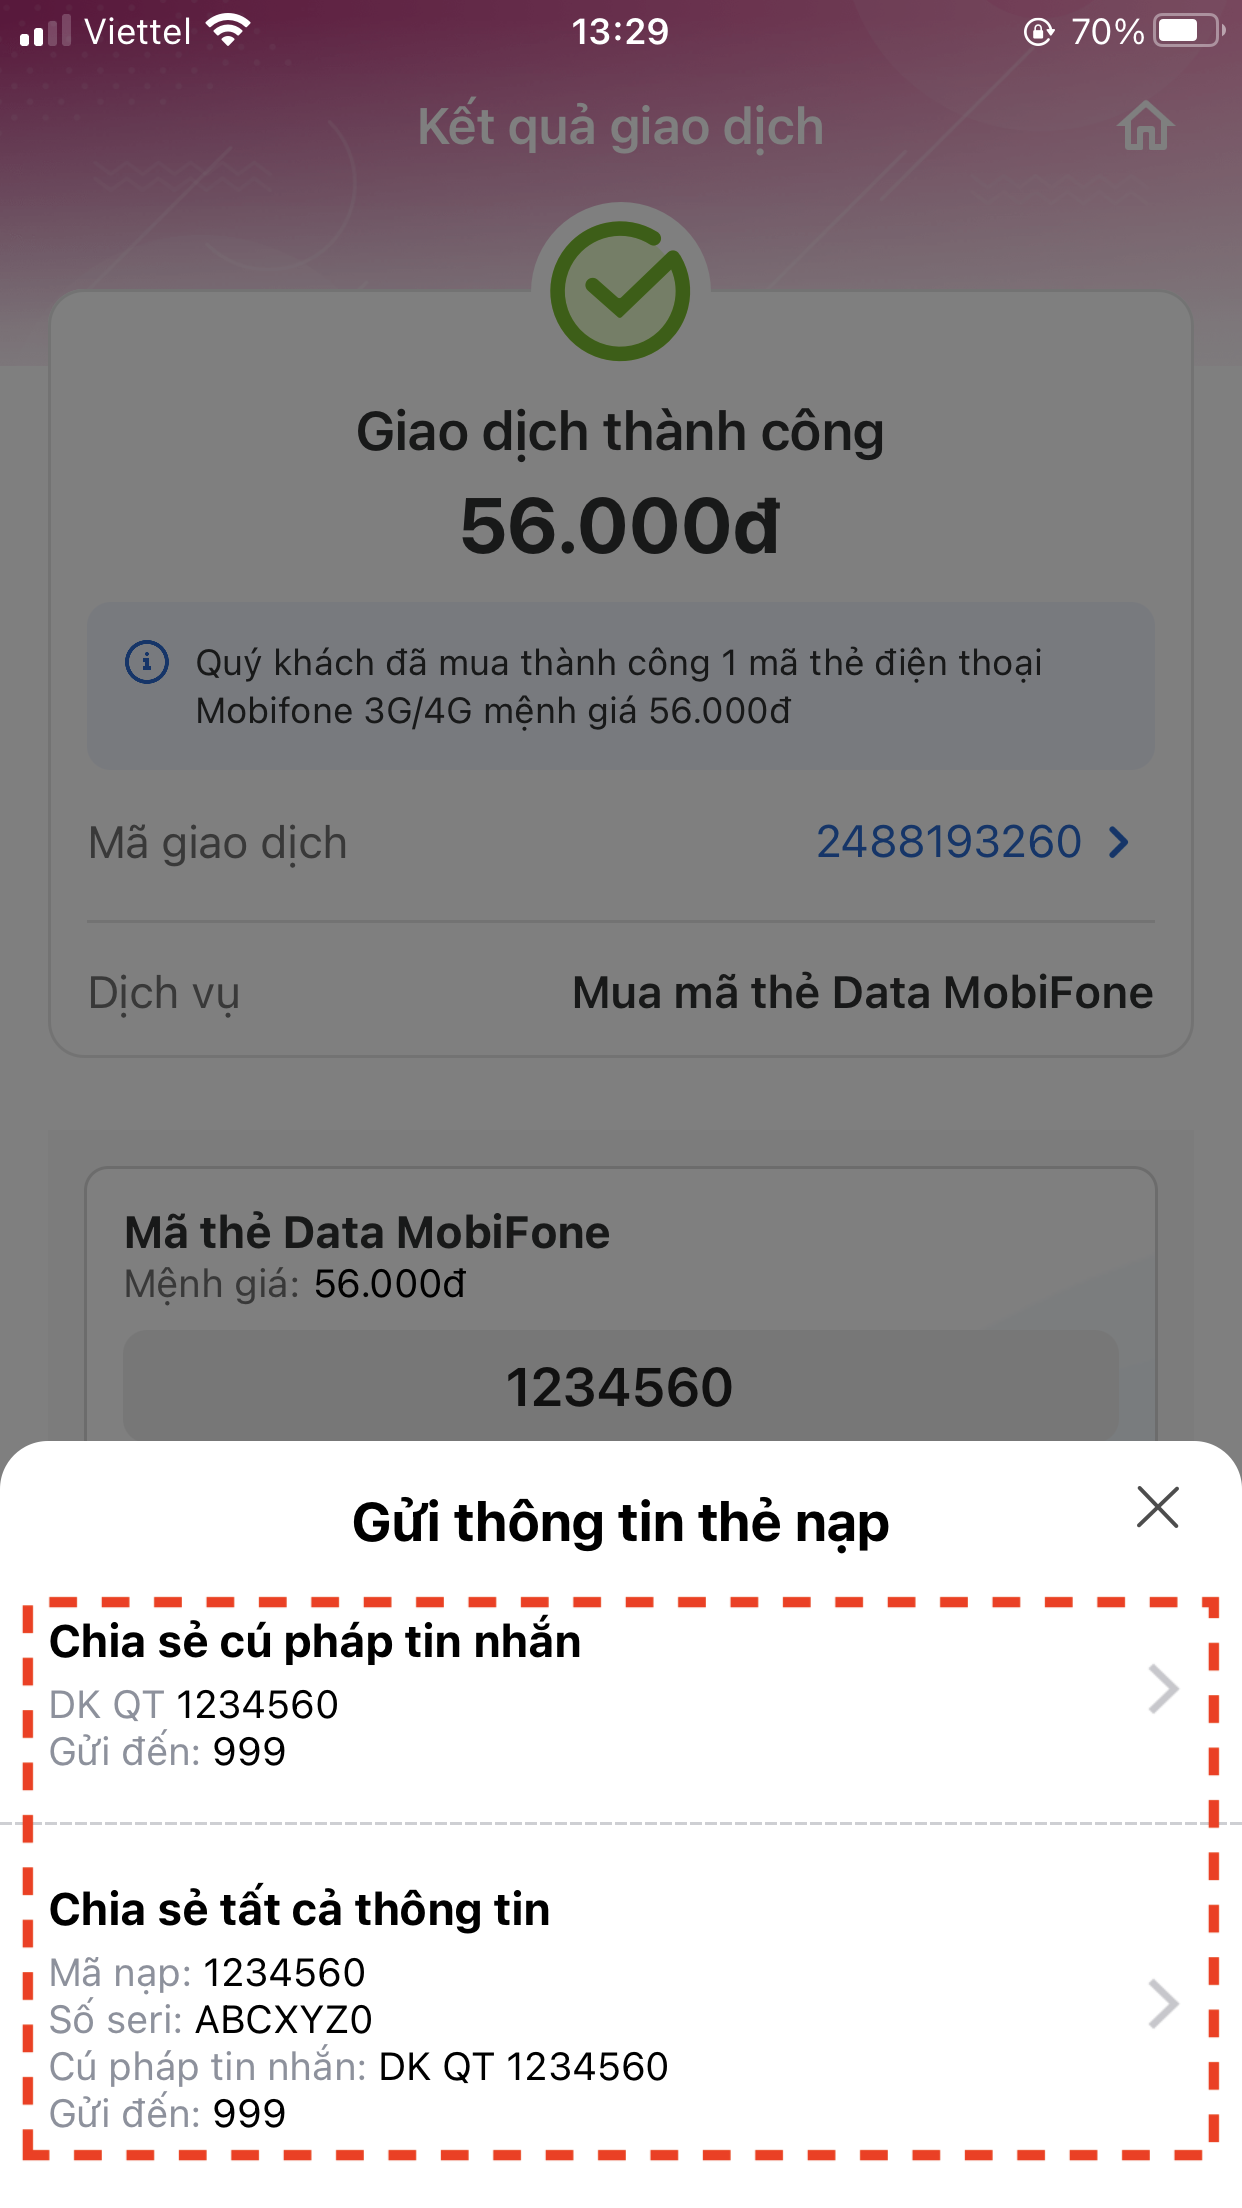 Viettel
13:29
70%
Kết quả giao dịch
Giao dịch thành công
56.000đ
Quý khách đã mua thành công 1 mã thẻ điện thoại
Mobifone 3G/4G mệnh giá 56.000đ
Mã giao dịch 2488193260
Dịch vụ Mua mã thẻ Data MobiFone
Mã thẻ Data MobiFone
Mệnh giá: 56.000đ
1234560
Gửi thông tin thẻ nạp
Chia sẻ cú pháp tin nhắn
DK QT 1234560
Gửi đến: 999
Chia sẻ tất cả thông tin
Mã nạp: 1234560
Số seri: ABCXYZ0
Cú pháp tin nhắn: DK QT 1234560
Gửi đến: 999